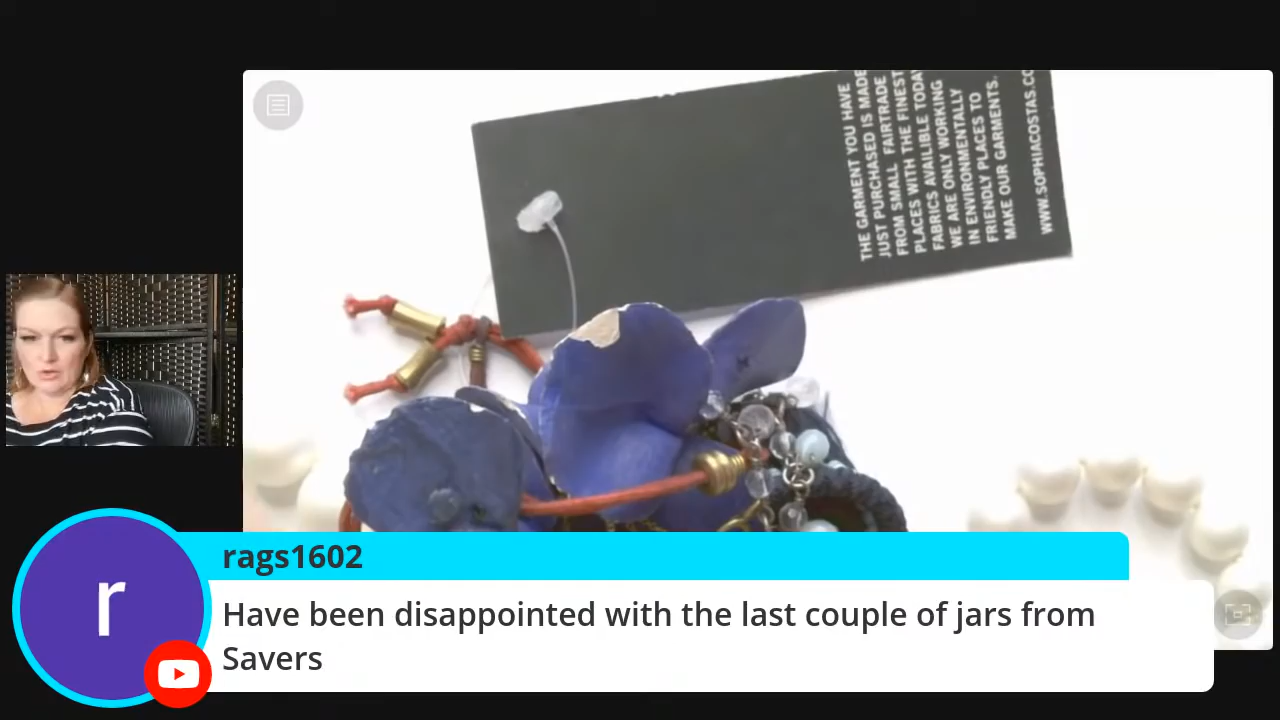 THE GARMENT YOU HAVE
JUST PURCHASED IS MADE
FROM SMALL FAIRTRADE
PLACES WITH THE FINEST
FABRICS AVAILIBLE TODAY
WE ARE ONLY WORKING
IN ENVIRONMENTALLY
FRIENDLY PLACES TO
MAKE OUR GARMENTS.
WWW.SOPHIACOSTAS.CO
r
rags1602
Have been disappointed with the last couple of jars from
Savers